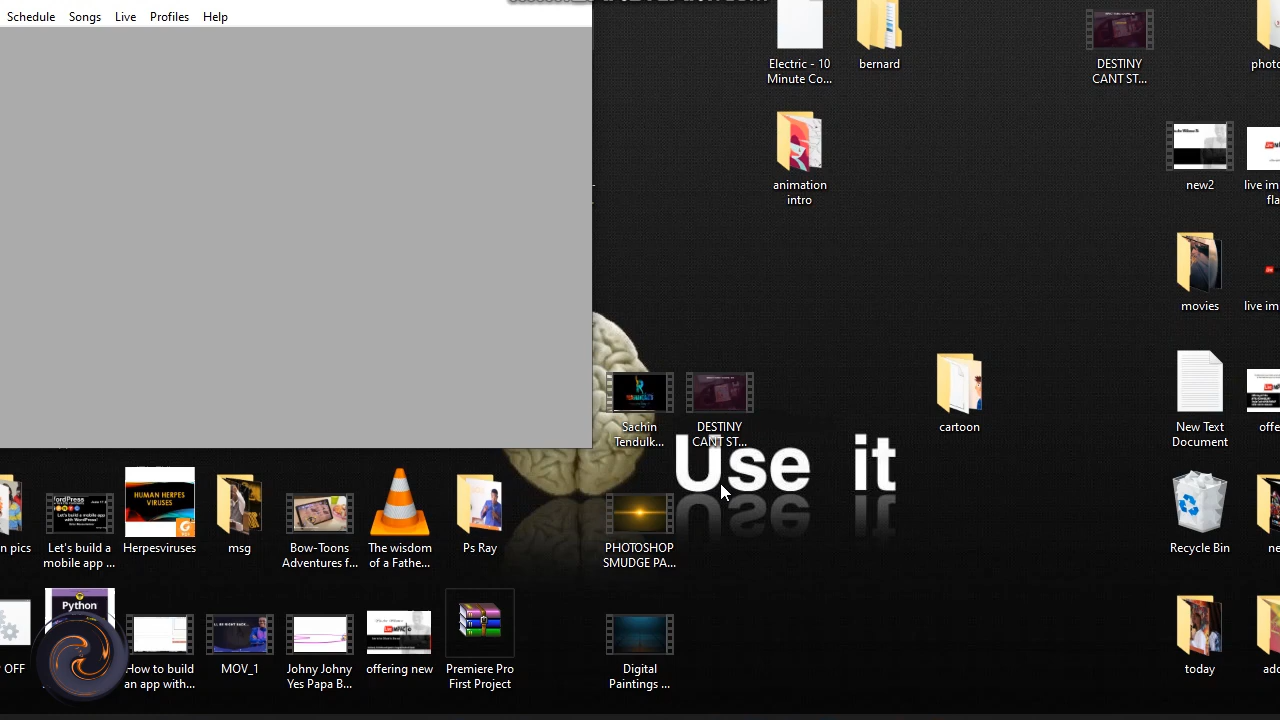 Schedule Songs Live Profiles Help
Electric - 10
Minute Co...
bernard
DESTINY
CANT ST...
animation
intro
new2
movies
Sachin
Tendulk...
DESTINY
CANT ST...
cartoon
New Text
Document
Use it
n pics
Let's build a
mobile app ...
HUMAN HERPES
VIRUSES
Herpesviruses
msg
Bow-Toons
Adventures f...
The wisdom
of a Fathe...
Ps Ray
PHOTOSHOP
SMUDGE PA...
Recycle Bin
OFF
Python
How to build
an app with...
MOV_1
Johny Johny
Yes Papa B...
offering new
Premiere Pro
First Project
Digital
Paintings ...
today